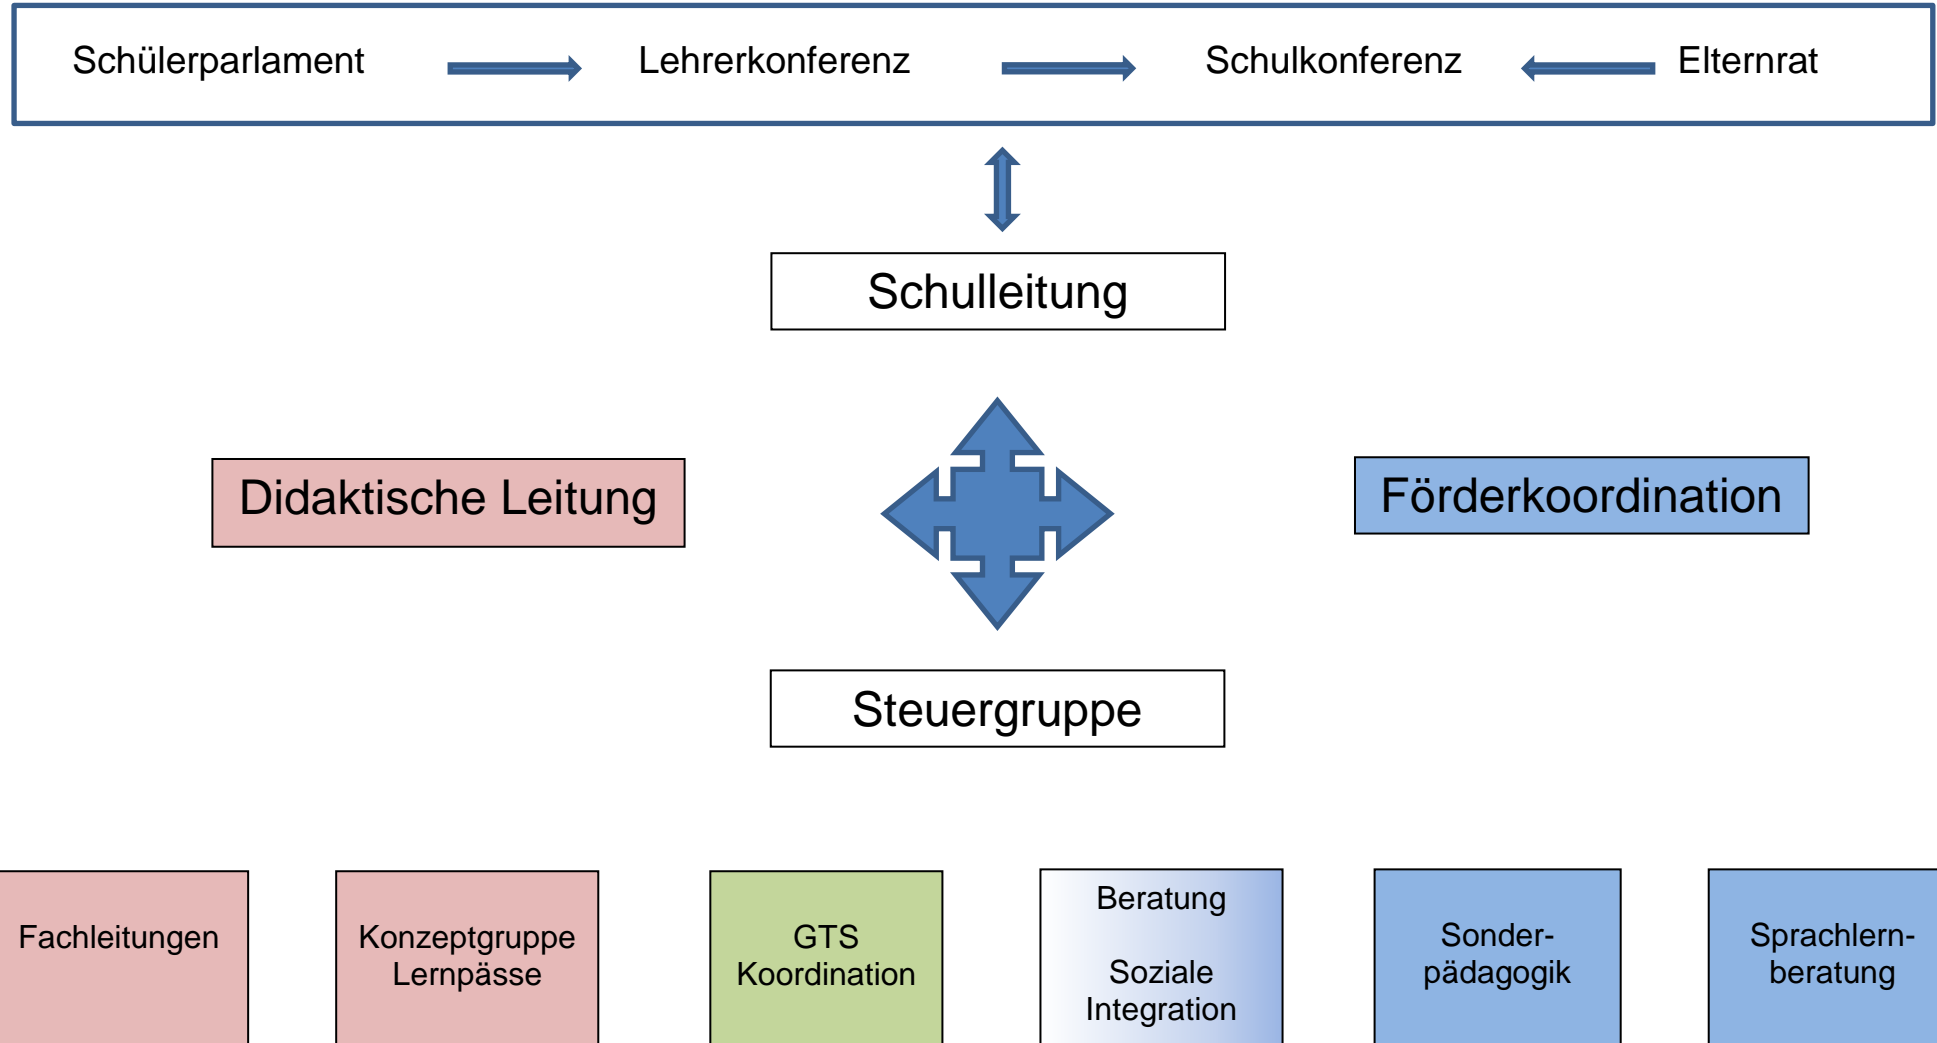 Schülerparlament Lehrerkonferenz Schulkonferenz Elternrat
Schulleitung
Didaktische Leitung
Förderkoordination
Steuergruppe
Fachleitungen
Konzeptgruppe
Lernpässe
GTS
Koordination
Beratung
Soziale
Integration
Sonder-
pädagogik
Sprachlern-
beratung